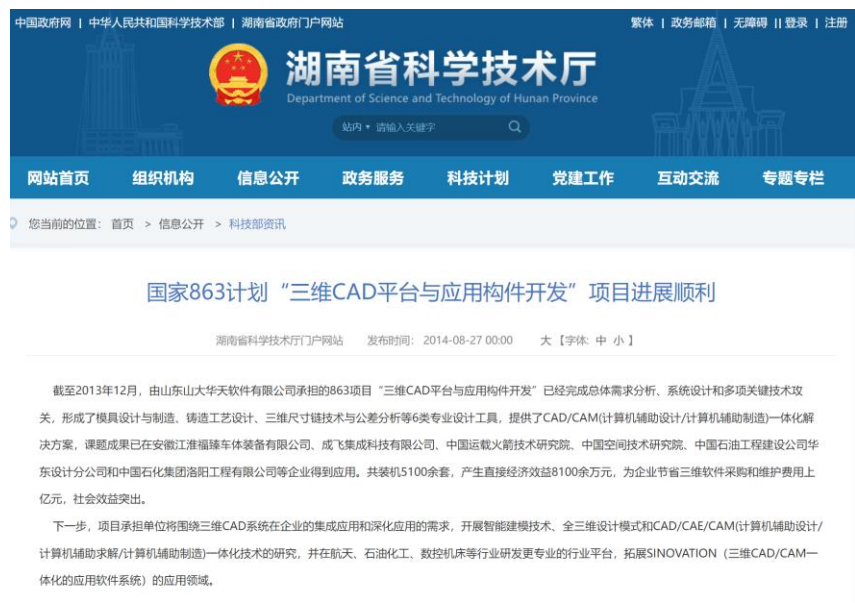 中国政府网 | 中华人民共和国科学技术部 | 湖南省政府门户网站
繁体 | 政务邮箱 | 无障碍 || 登录 | 注册
湖南省科学技术厅
Department of Science and Technology of Hunan Province
站内 请输入关键字
网站首页 组织机构 信息公开 政务服务 科技计划 党建工作 互动交流 专题专栏
您当前的位置: 首页 > 信息公开 > 科技部资讯
国家863计划“三维CAD平台与应用构件开发”项目进展顺利
湖南省科学技术厅门户网站 发布时间: 2014-08-27 00:00 大【字体: 中 小 】
截至2013年12月，由山东山大华天软件有限公司承担的863项目“三维CAD平台与应用构件开发”已经完成总体需求分析、系统设计和多项关键技术攻
关，形成了模具设计与制造、铸造工艺设计、三维尺寸链技术与公差分析等6类专业设计工具，提供了CAD/CAM(计算机辅助设计/计算机辅助制造)一体化解
决方案，课题成果已在安徽江淮福臻车体装备有限公司、成飞集成科技有限公司、中国运载火箭技术研究院、中国空间技术研究院、中国石油工程建设公司华
东设计分公司和中国石化集团洛阳工程有限公司等企业得到应用。共装机5100余套，产生直接经济效益8100余万元，为企业节省三维软件采购和维护费用上
亿元，社会效益突出。
下一步，项目承担单位将围绕三维CAD系统在企业的集成应用和深化应用的需求，开展智能建模技术、全三维设计模式和CAD/CAE/CAM(计算机辅助设计/
计算机辅助求解/计算机辅助制造)一体化技术的研究，并在航天、石油化工、数控机床等行业研发更专业的行业平台，拓展SINOVATION（三维CAD/CAM一
体化的应用软件系统）的应用领域。